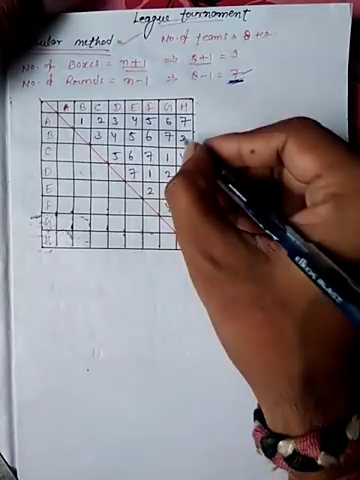 League tournament
ular method No. of teams = 8
No. of Boxes = n+1 ⇒ 8+1 = 9
No. of Rounds = n-1 ⇒ 8-1 = 7
A B C D E F G H
A 1 2 3 4 5 6 7
B 3 4 5 6 7
C 5 6 7 1
D 7 1 2
E 2
F
G
H